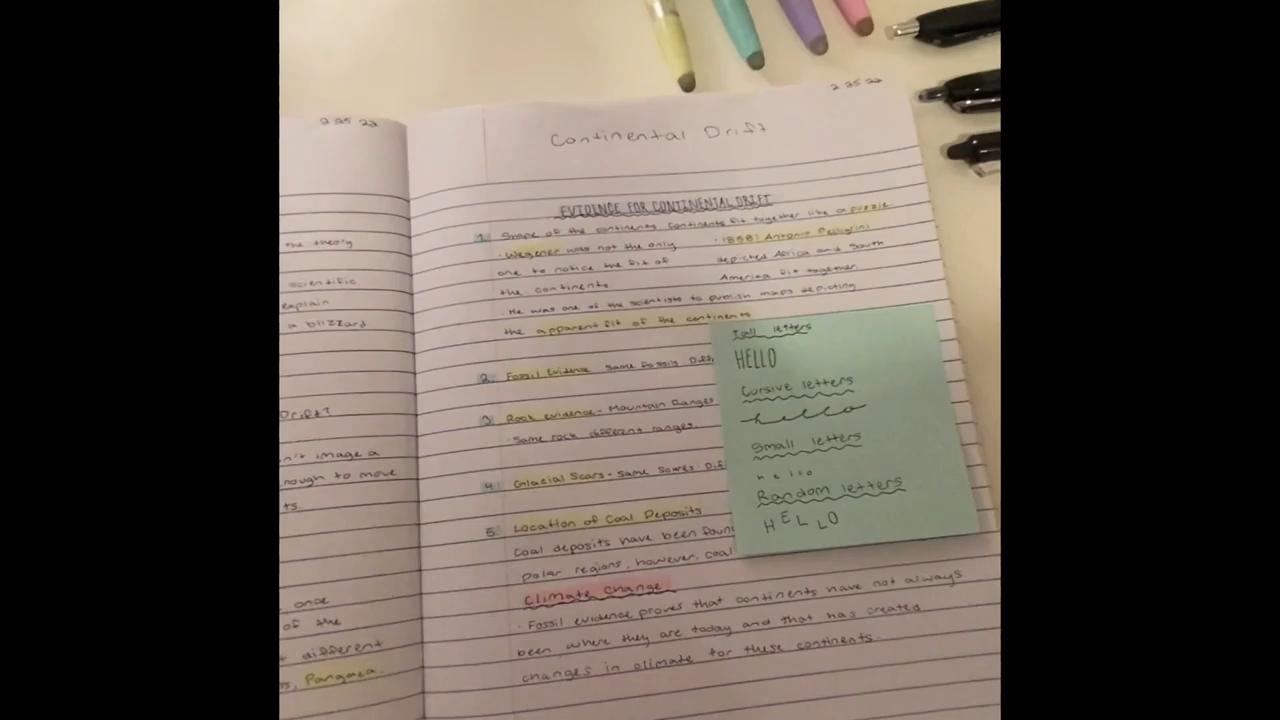 2 25 22
the theory
scientific
explain
a blizzard
Drift?
n't image a
nough to move
ts.
once
of the
t different
ss, Pangaea.
2 25 22
Continental Drift
EVIDENCE FOR CONTINENTAL DRIFT
1. Shape of the continents Continents fit together like a puzzle
· Wegener was not the only
one to notice the fit of
the continents
· 1858: Antonio Pelligrini
depicted Africa and South
America fit together.
· He was one of the scientists to publish maps depicting
the apparent fit of the continents
2. Fossil Evidence Same Fossils Diff,
3. Rock evidence - Mountain Ranges
· Same rock different ranges.
4. Glacial Scars - Same Scares Dif
5. Location of Coal Deposits
Coal deposits have been foun
polar regions, however, coal
Climate change
· Fossil evidence proves that continents have not always
been where they are today and that has created
changes in climate for these continents.
Tall letters
HELLO
Cursive letters
hello
Small letters
hello
Random letters
HELLO